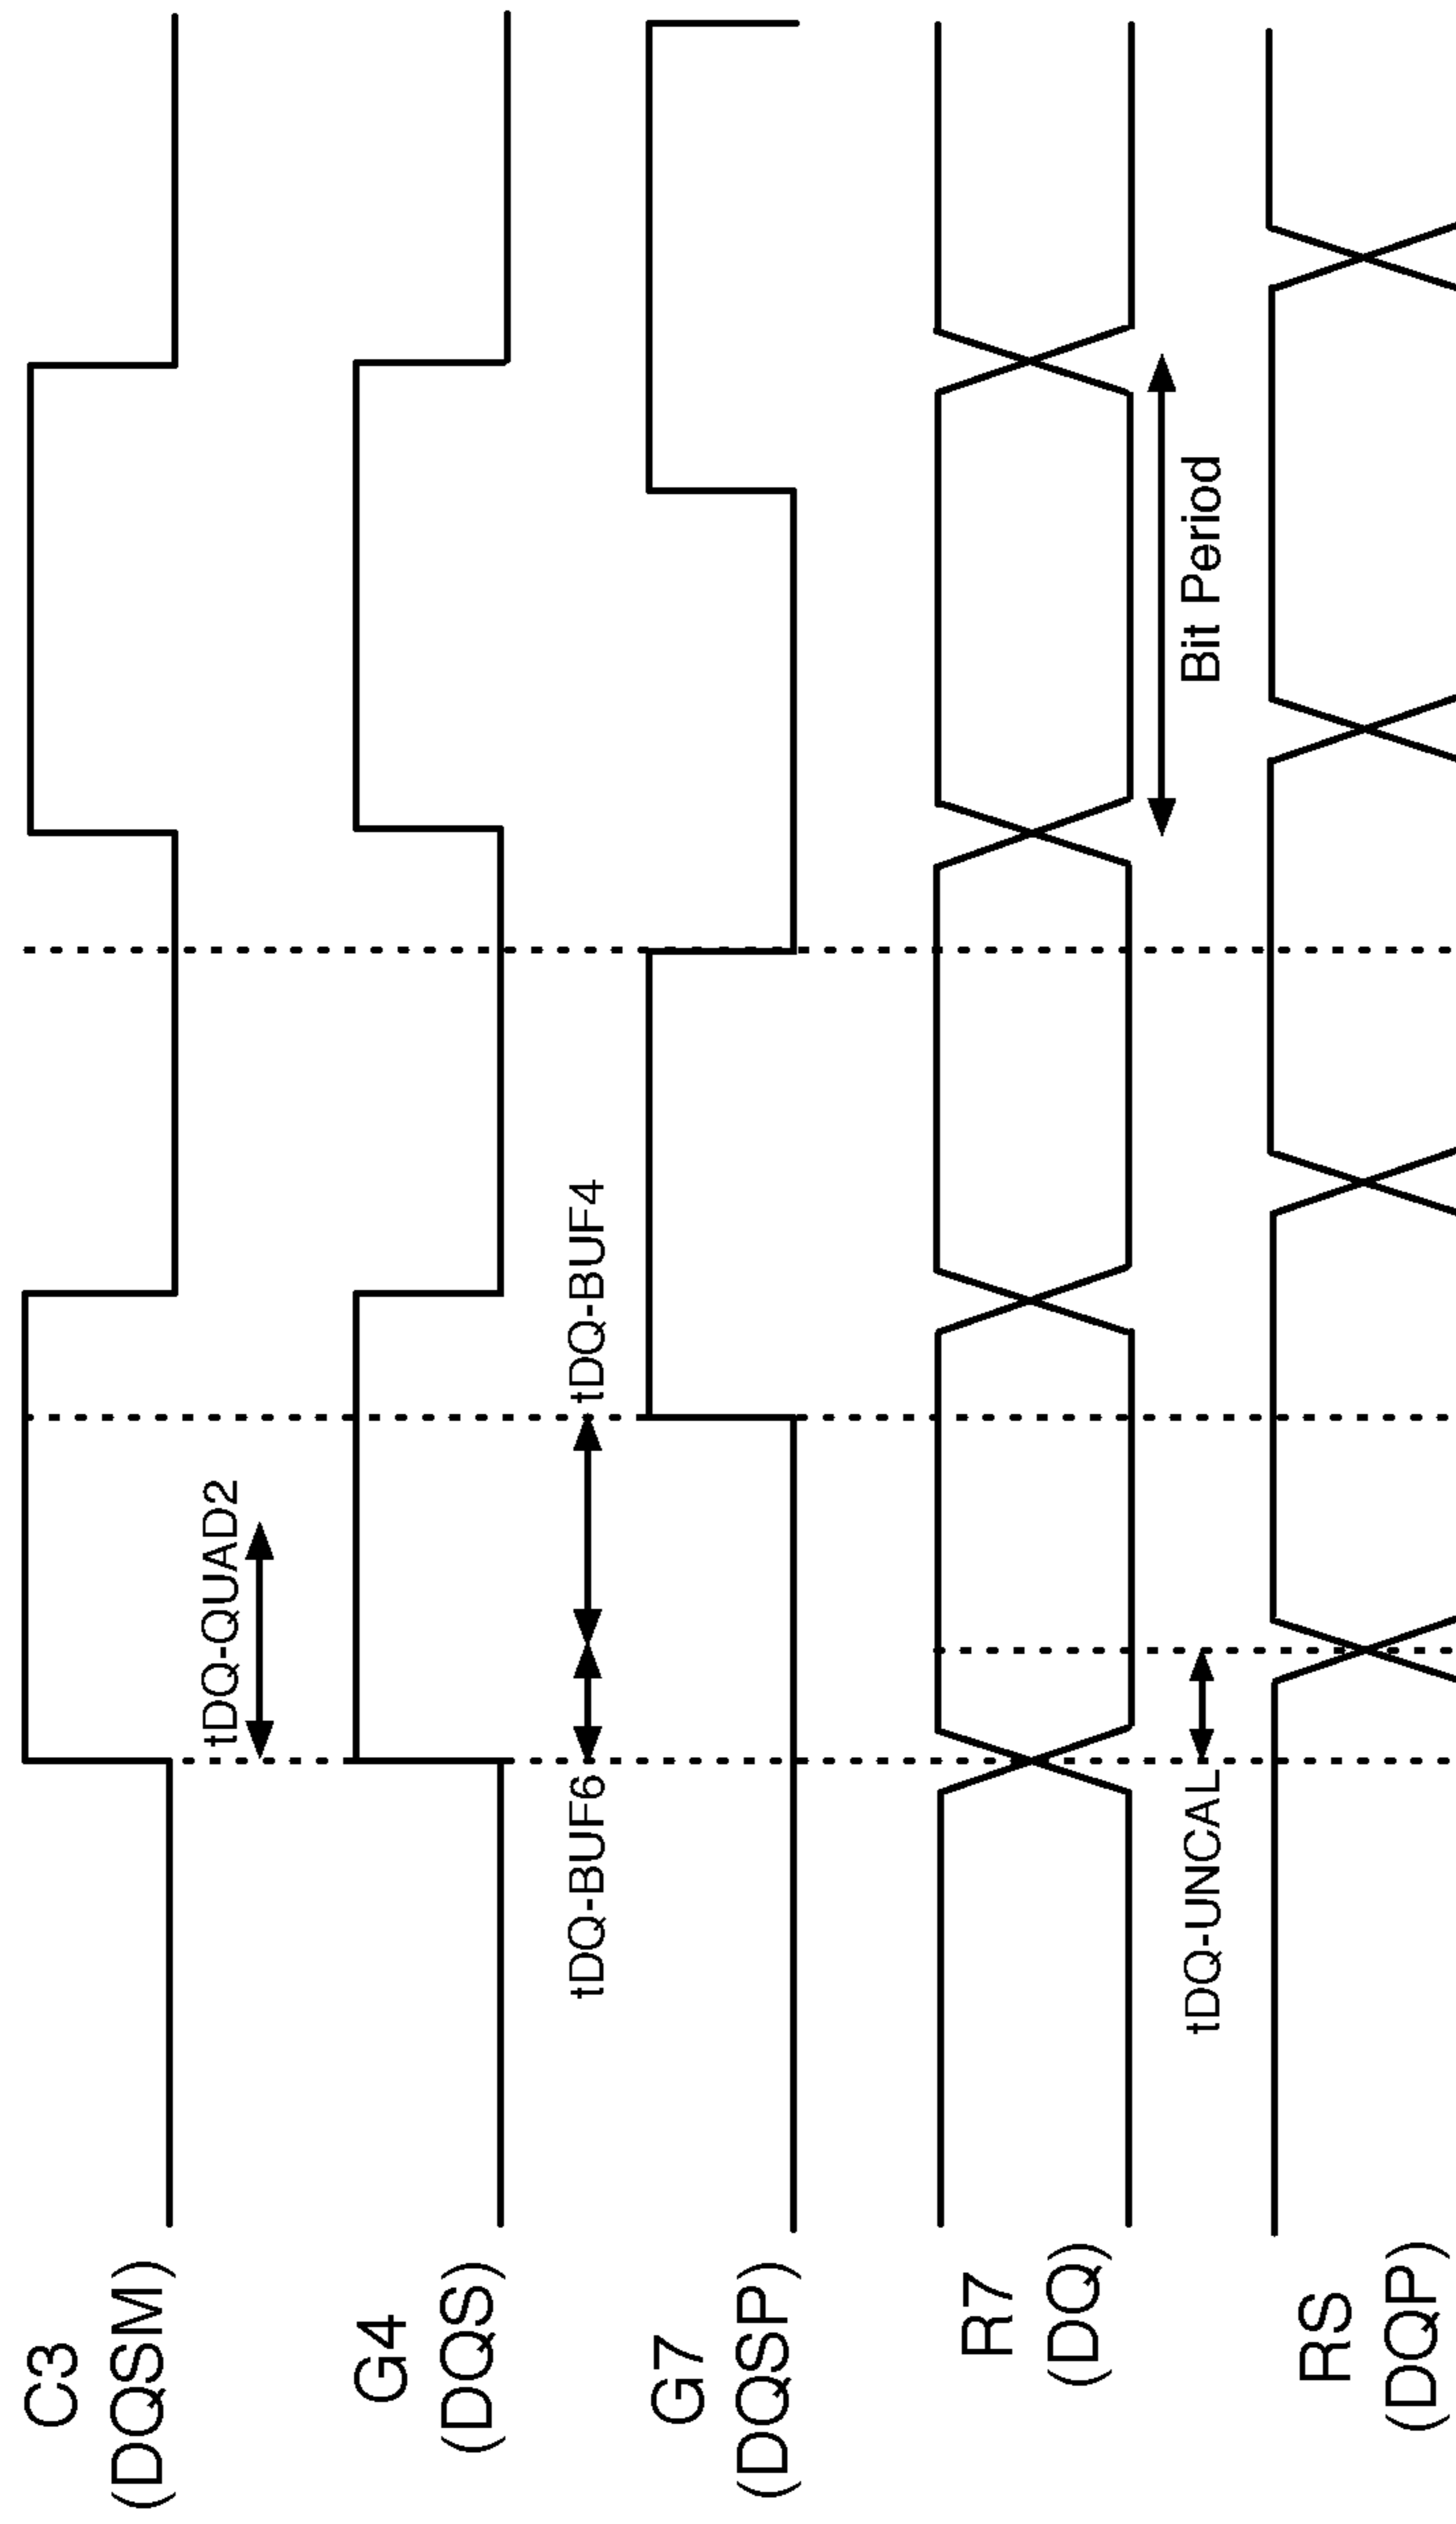 C3
(DQSM)
tDQ-QUAD2
G4
(DQS)
tDQ-BUF6
tDQ-BUF4
G7
(DQSP)
R7
(DQ)
Bit Period
tDQ-UNCAL
RS
(DQP)